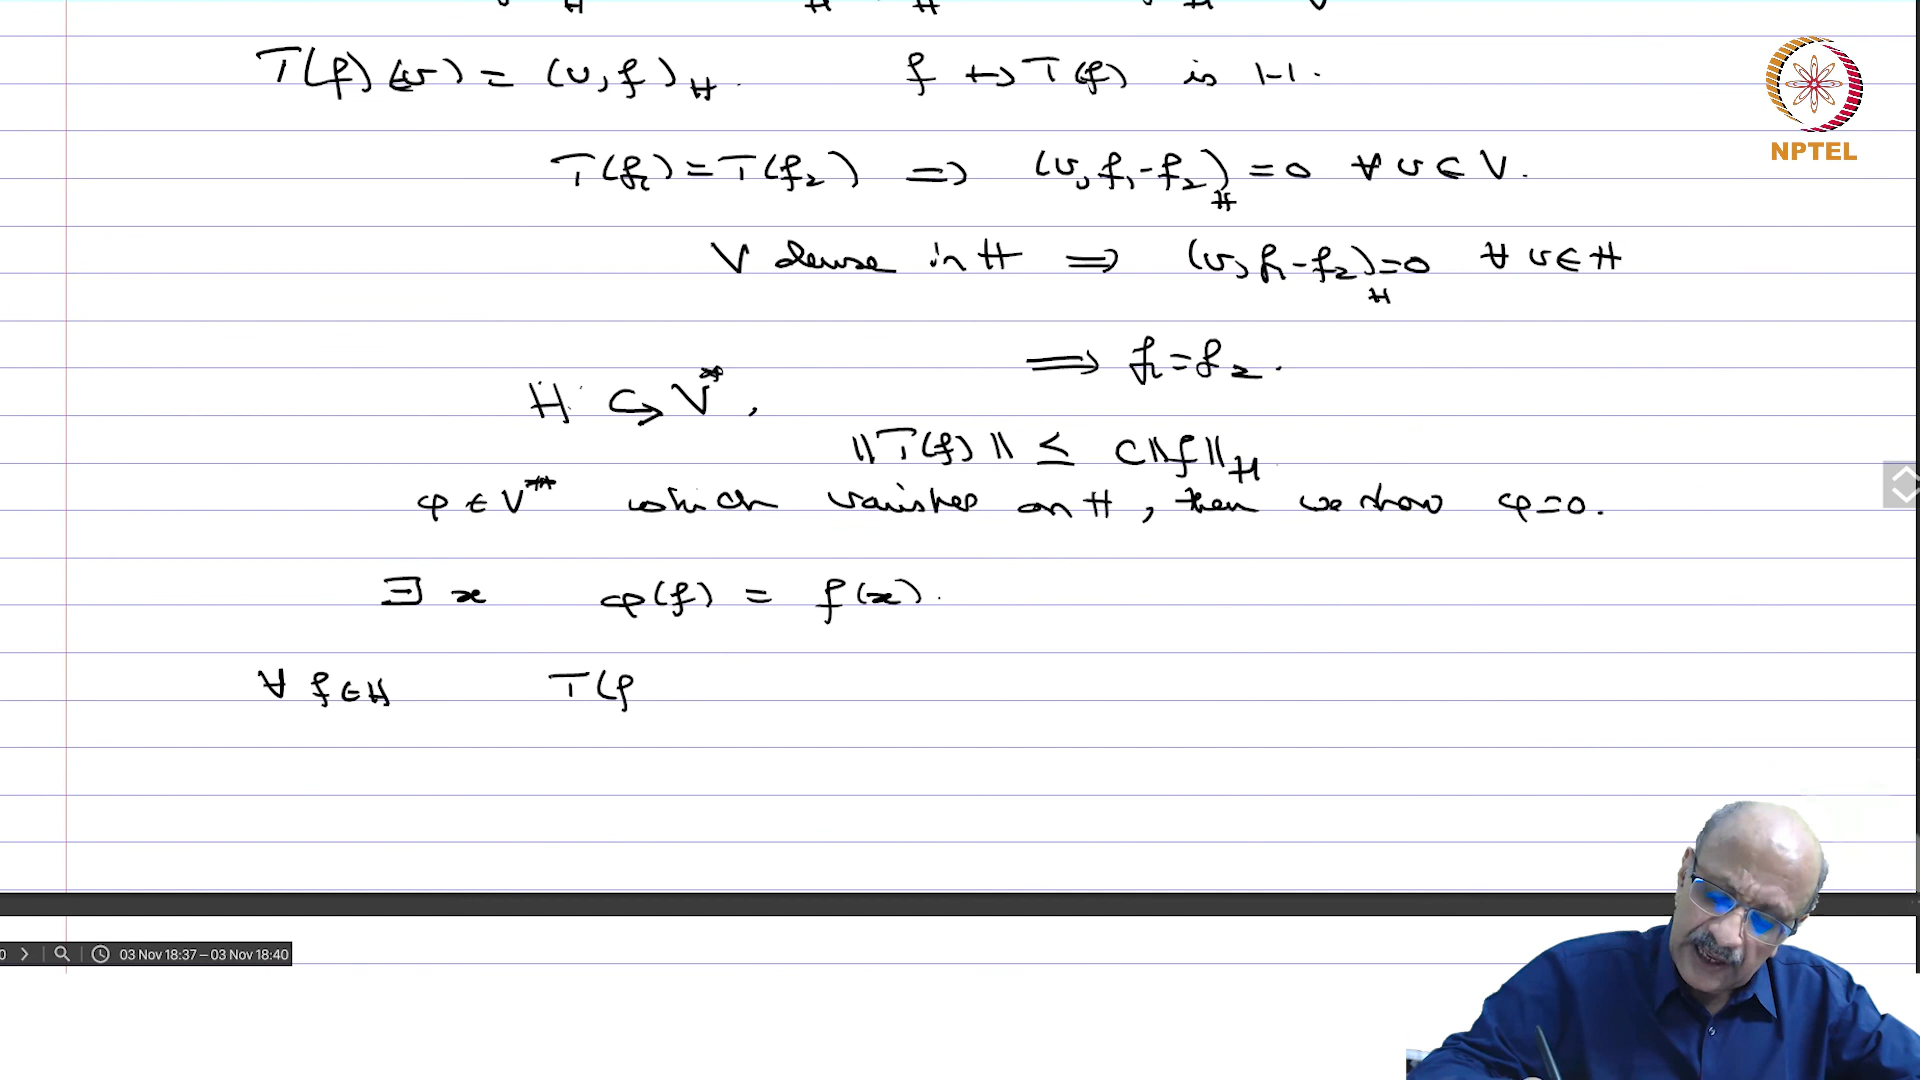 T(f)(v) = (v, f)_H. f ↦ T(f) is 1-1.
NPTEL
T(f₁) = T(f₂) ⟹ (v, f₁-f₂)_H = 0 ∀ v ∈ V.
V dense in H ⟹ (v, f₁-f₂)_H = 0 ∀ v ∈ H
⟹ f₁ = f₂.
H ↪ V*,
‖T(f)‖ ≤ C‖f‖_H
φ ∈ V** which vanishes on H, then we show φ=0.
∃ x φ(f) = f(x).
∀ f ∈ H T(f
03 Nov 18:37 – 03 Nov 18:40